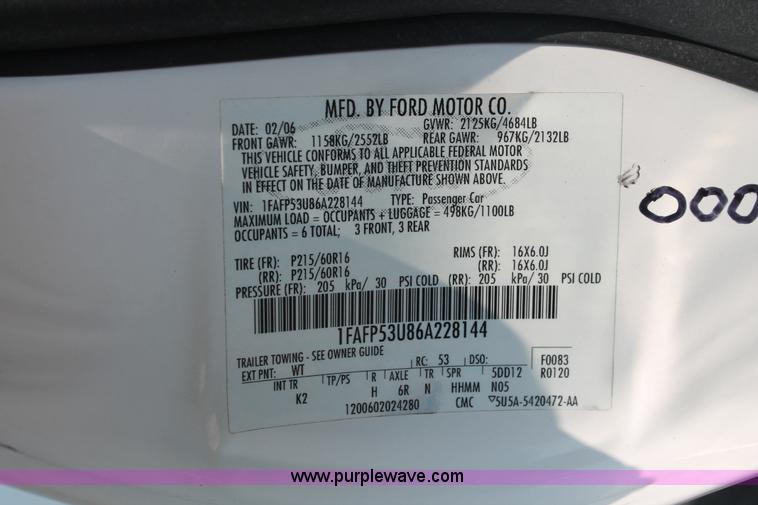 MFD. BY FORD MOTOR CO.
DATE: 02/06 GVWR: 2125KG/4684LB
FRONT GAWR: 1158KG/2552LB REAR GAWR: 967KG/2132LB
THIS VEHICLE CONFORMS TO ALL APPLICABLE FEDERAL MOTOR
VEHICLE SAFETY, BUMPER, AND THEFT PREVENTION STANDARDS
IN EFFECT ON THE DATE OF MANUFACTURE SHOWN ABOVE.
VIN: 1FAFP53U86A228144 TYPE: Passenger Car
MAXIMUM LOAD = OCCUPANTS + LUGGAGE = 498KG/1100LB
OCCUPANTS = 6 TOTAL; 3 FRONT, 3 REAR
TIRE (FR): P215/60R16 RIMS (FR): 16X6.0J
(RR): P215/60R16 (RR): 16X6.0J
PRESSURE (FR): 205 kPa/ 30 PSI COLD (RR): 205 kPa/ 30 PSI COLD
1FAFP53U86A228144
TRAILER TOWING - SEE OWNER GUIDE RC: 53 DSO: F0083
EXT PNT: WT 5DD12 R0120
INT TR TP/PS R AXLE TR SPR
K2 H 6R N HHMM N05
1200602024280 CMC ▽5U5A-5420472-AA
000
www.purplewave.com